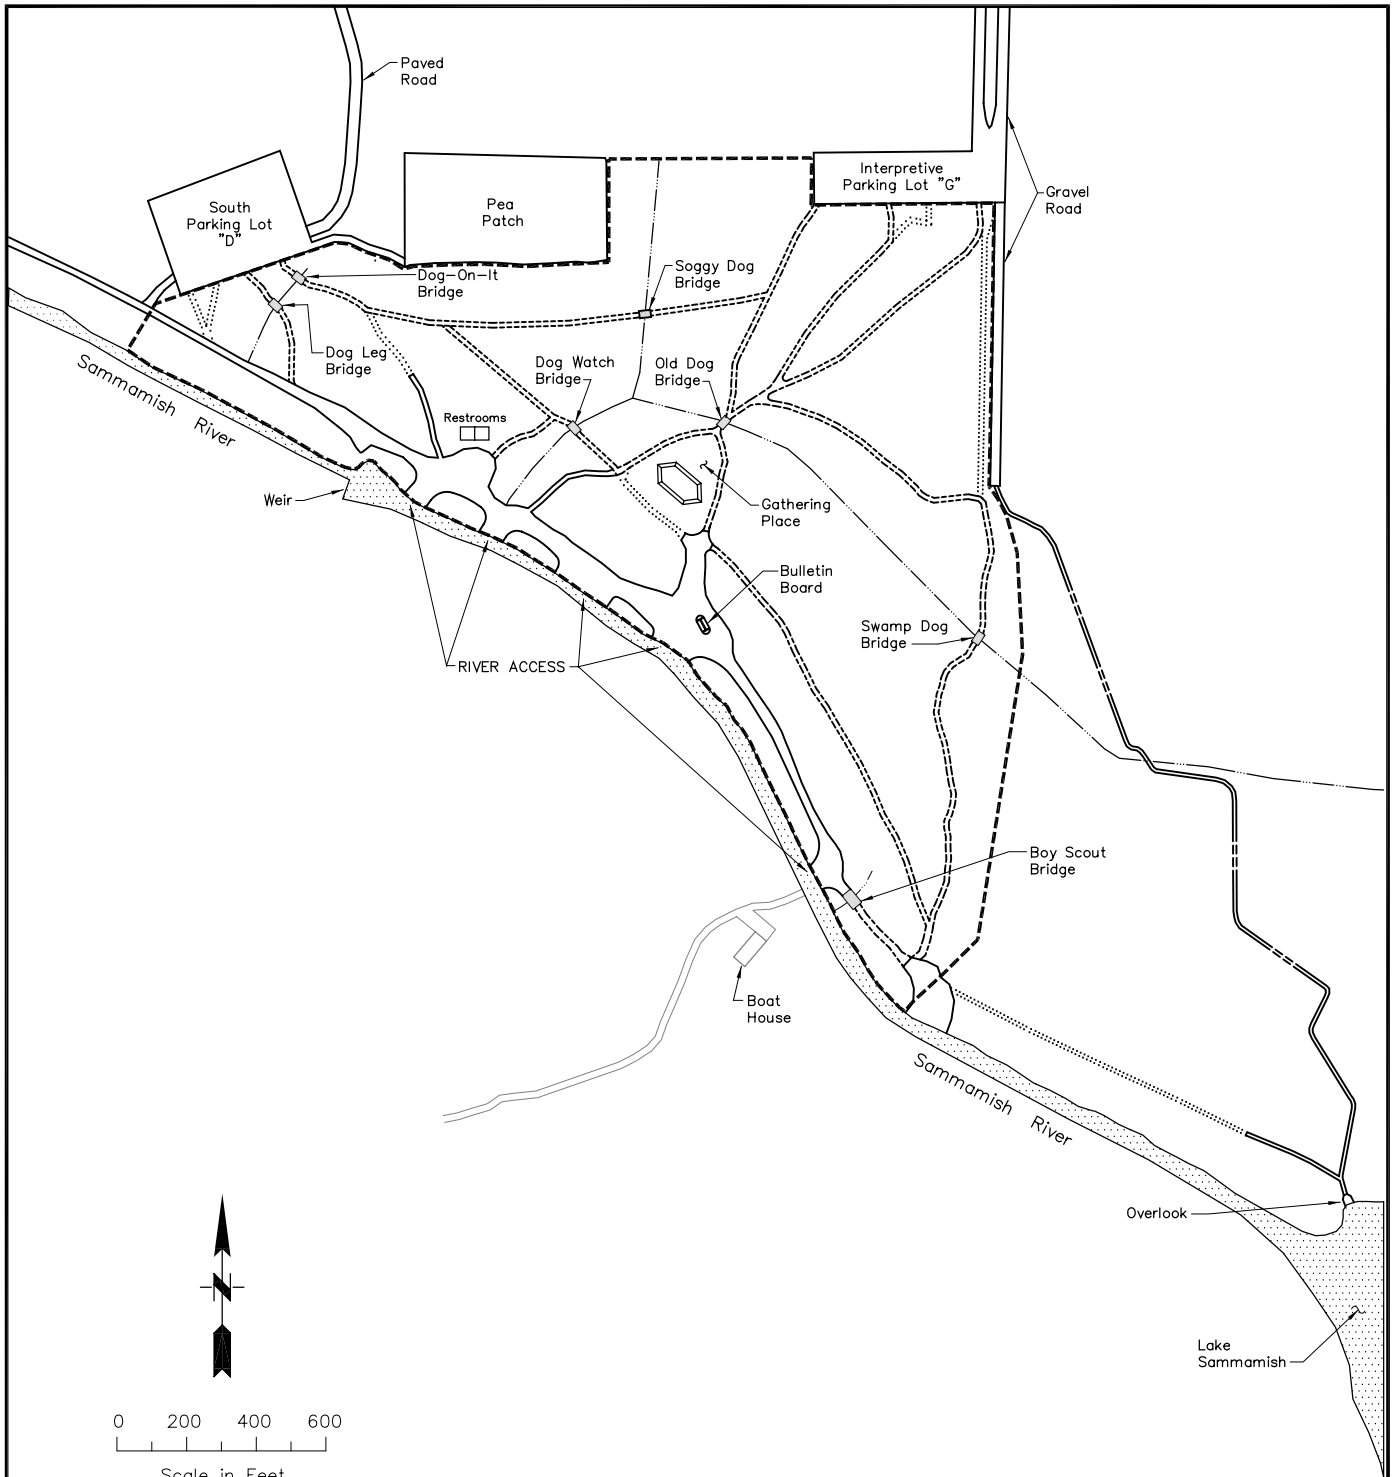 Paved
Road
Interpretive
Parking Lot "G"
South
Parking Lot
"D"
Pea
Patch
Gravel
Road
Dog-On-It
Bridge
Soggy Dog
Bridge
Dog Leg
Bridge
Dog Watch
Bridge
Old Dog
Bridge
Sammamish River
Restrooms
Weir
Gathering
Place
Bulletin
Board
Swamp Dog
Bridge
RIVER ACCESS
Boy Scout
Bridge
Boat
House
Sammamish River
Overlook
N
Lake
Sammamish
0 200 400 600
Scale in Feet